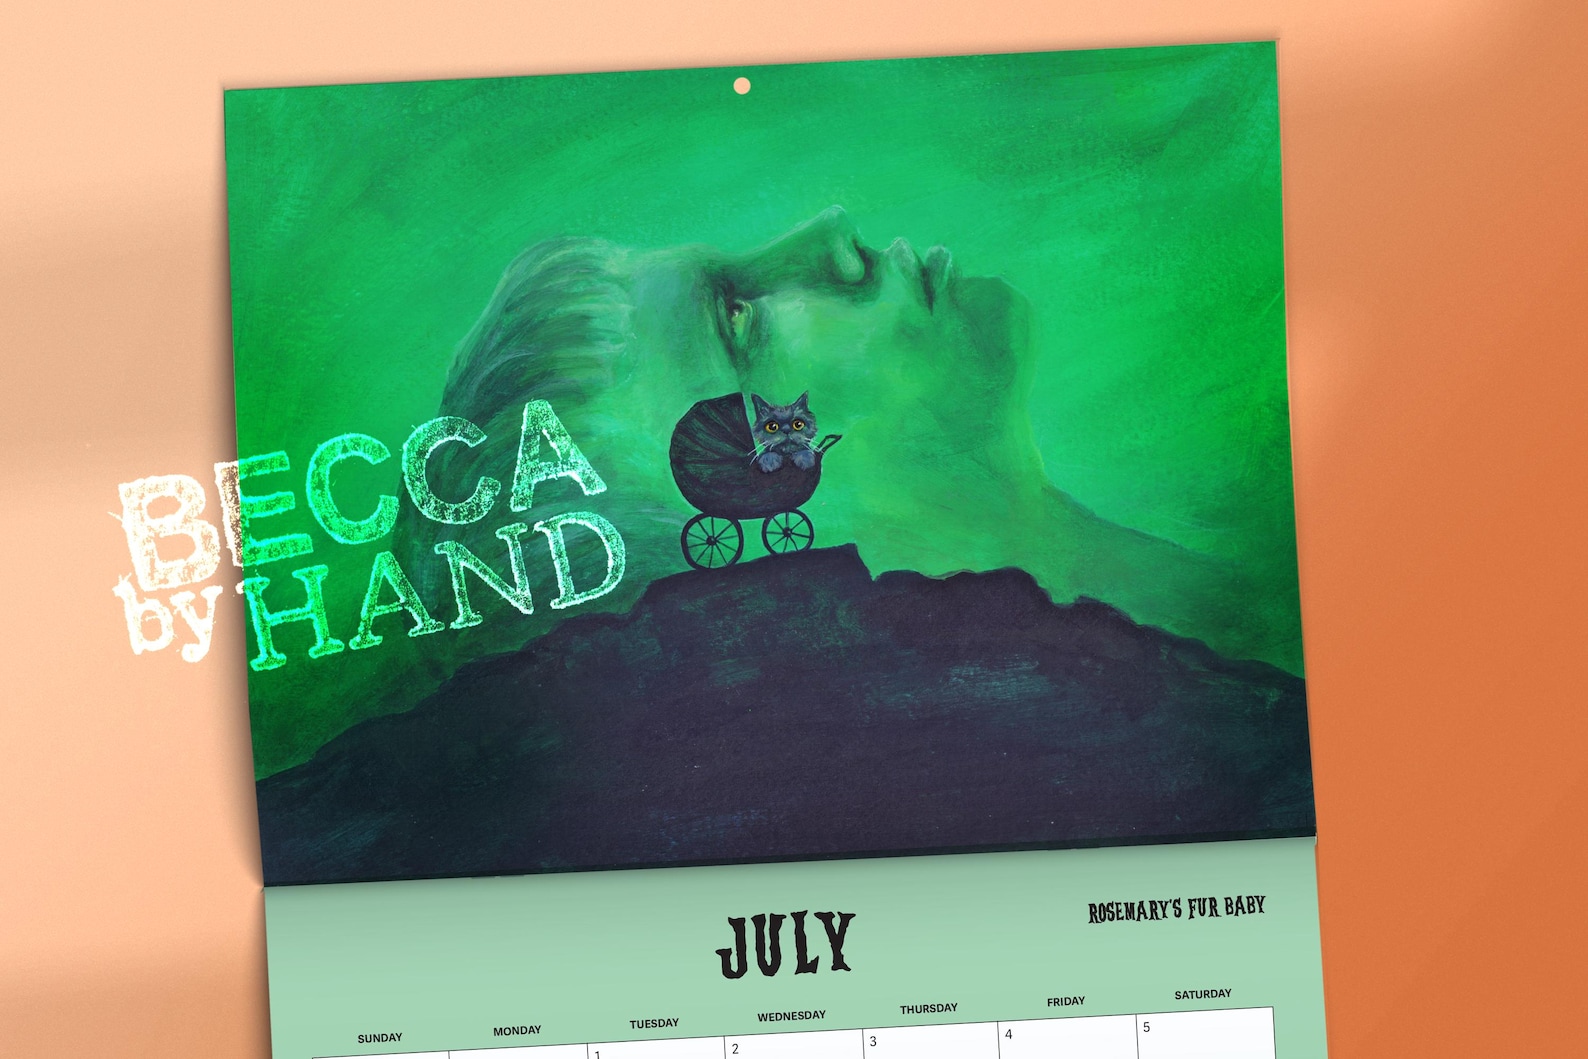 BECCA
by HAND
JULY
ROSEMARY'S FUR BABY
SUNDAY MONDAY TUESDAY WEDNESDAY THURSDAY FRIDAY SATURDAY
1 2 3 4 5